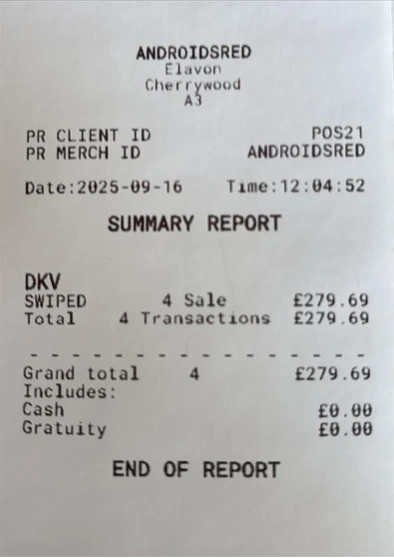 ANDROIDSRED
Elavon
Cherrywood
A3
PR CLIENT ID POS21
PR MERCH ID ANDROIDSRED
Date:2025-09-16 Time:12:04:52
SUMMARY REPORT
DKV
SWIPED 4 Sale £279.69
Total 4 Transactions £279.69
- - - - - - - - - - - - - - - - -
Grand total 4 £279.69
Includes:
Cash £0.00
Gratuity £0.00
END OF REPORT